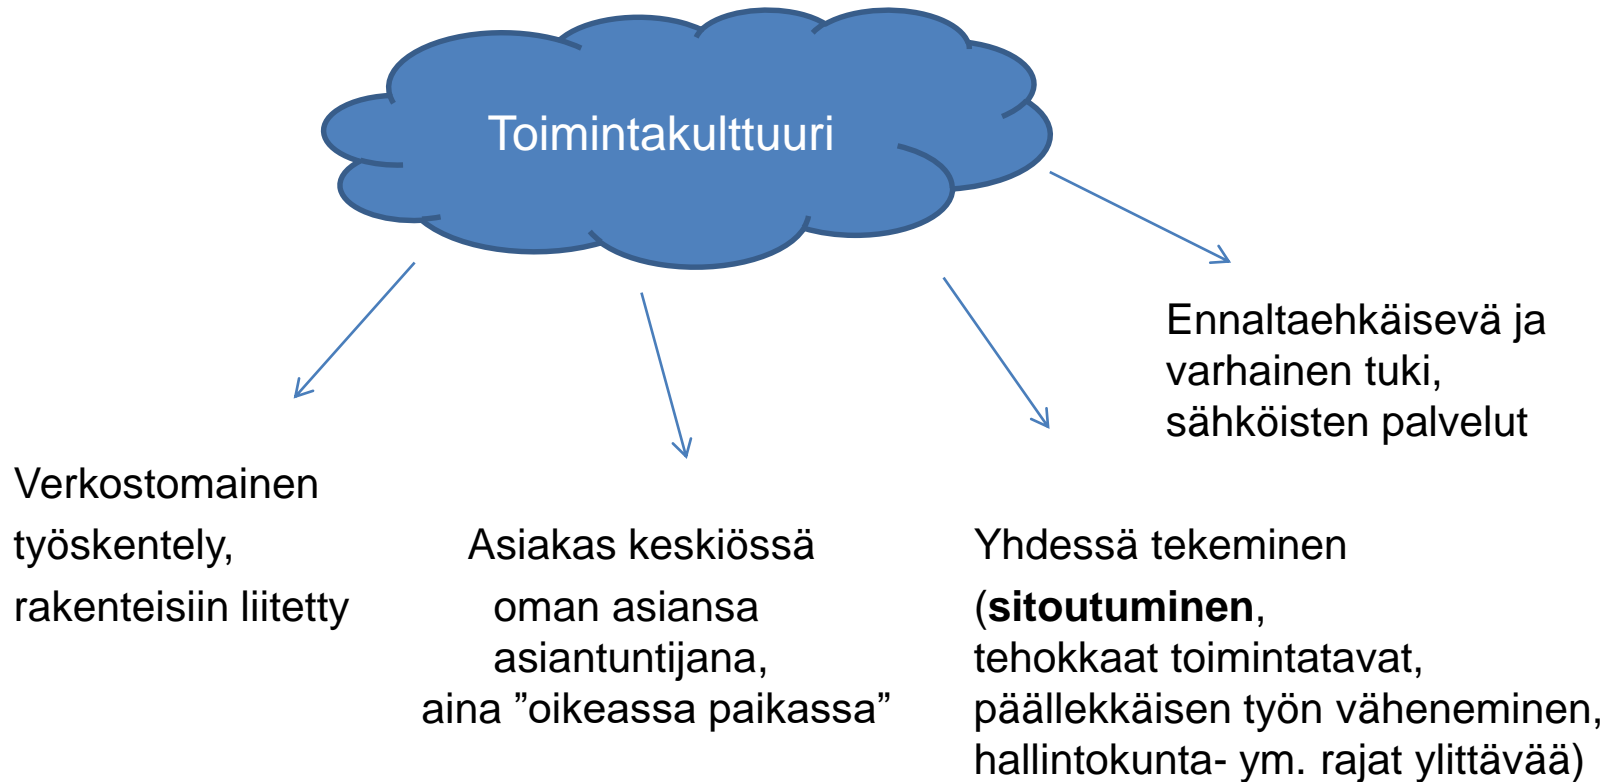 Toimintakulttuuri
Verkostomainen
työskentely,
rakenteisiin liitetty
Asiakas keskiössä
oman asiansa
asiantuntijana,
aina ”oikeassa paikassa”
Yhdessä tekeminen
(sitoutuminen,
tehokkaat toimintatavat,
päällekkäisen työn väheneminen,
hallintokunta- ym. rajat ylittävää)
Ennaltaehkäisevä ja
varhainen tuki,
sähköisten palvelut